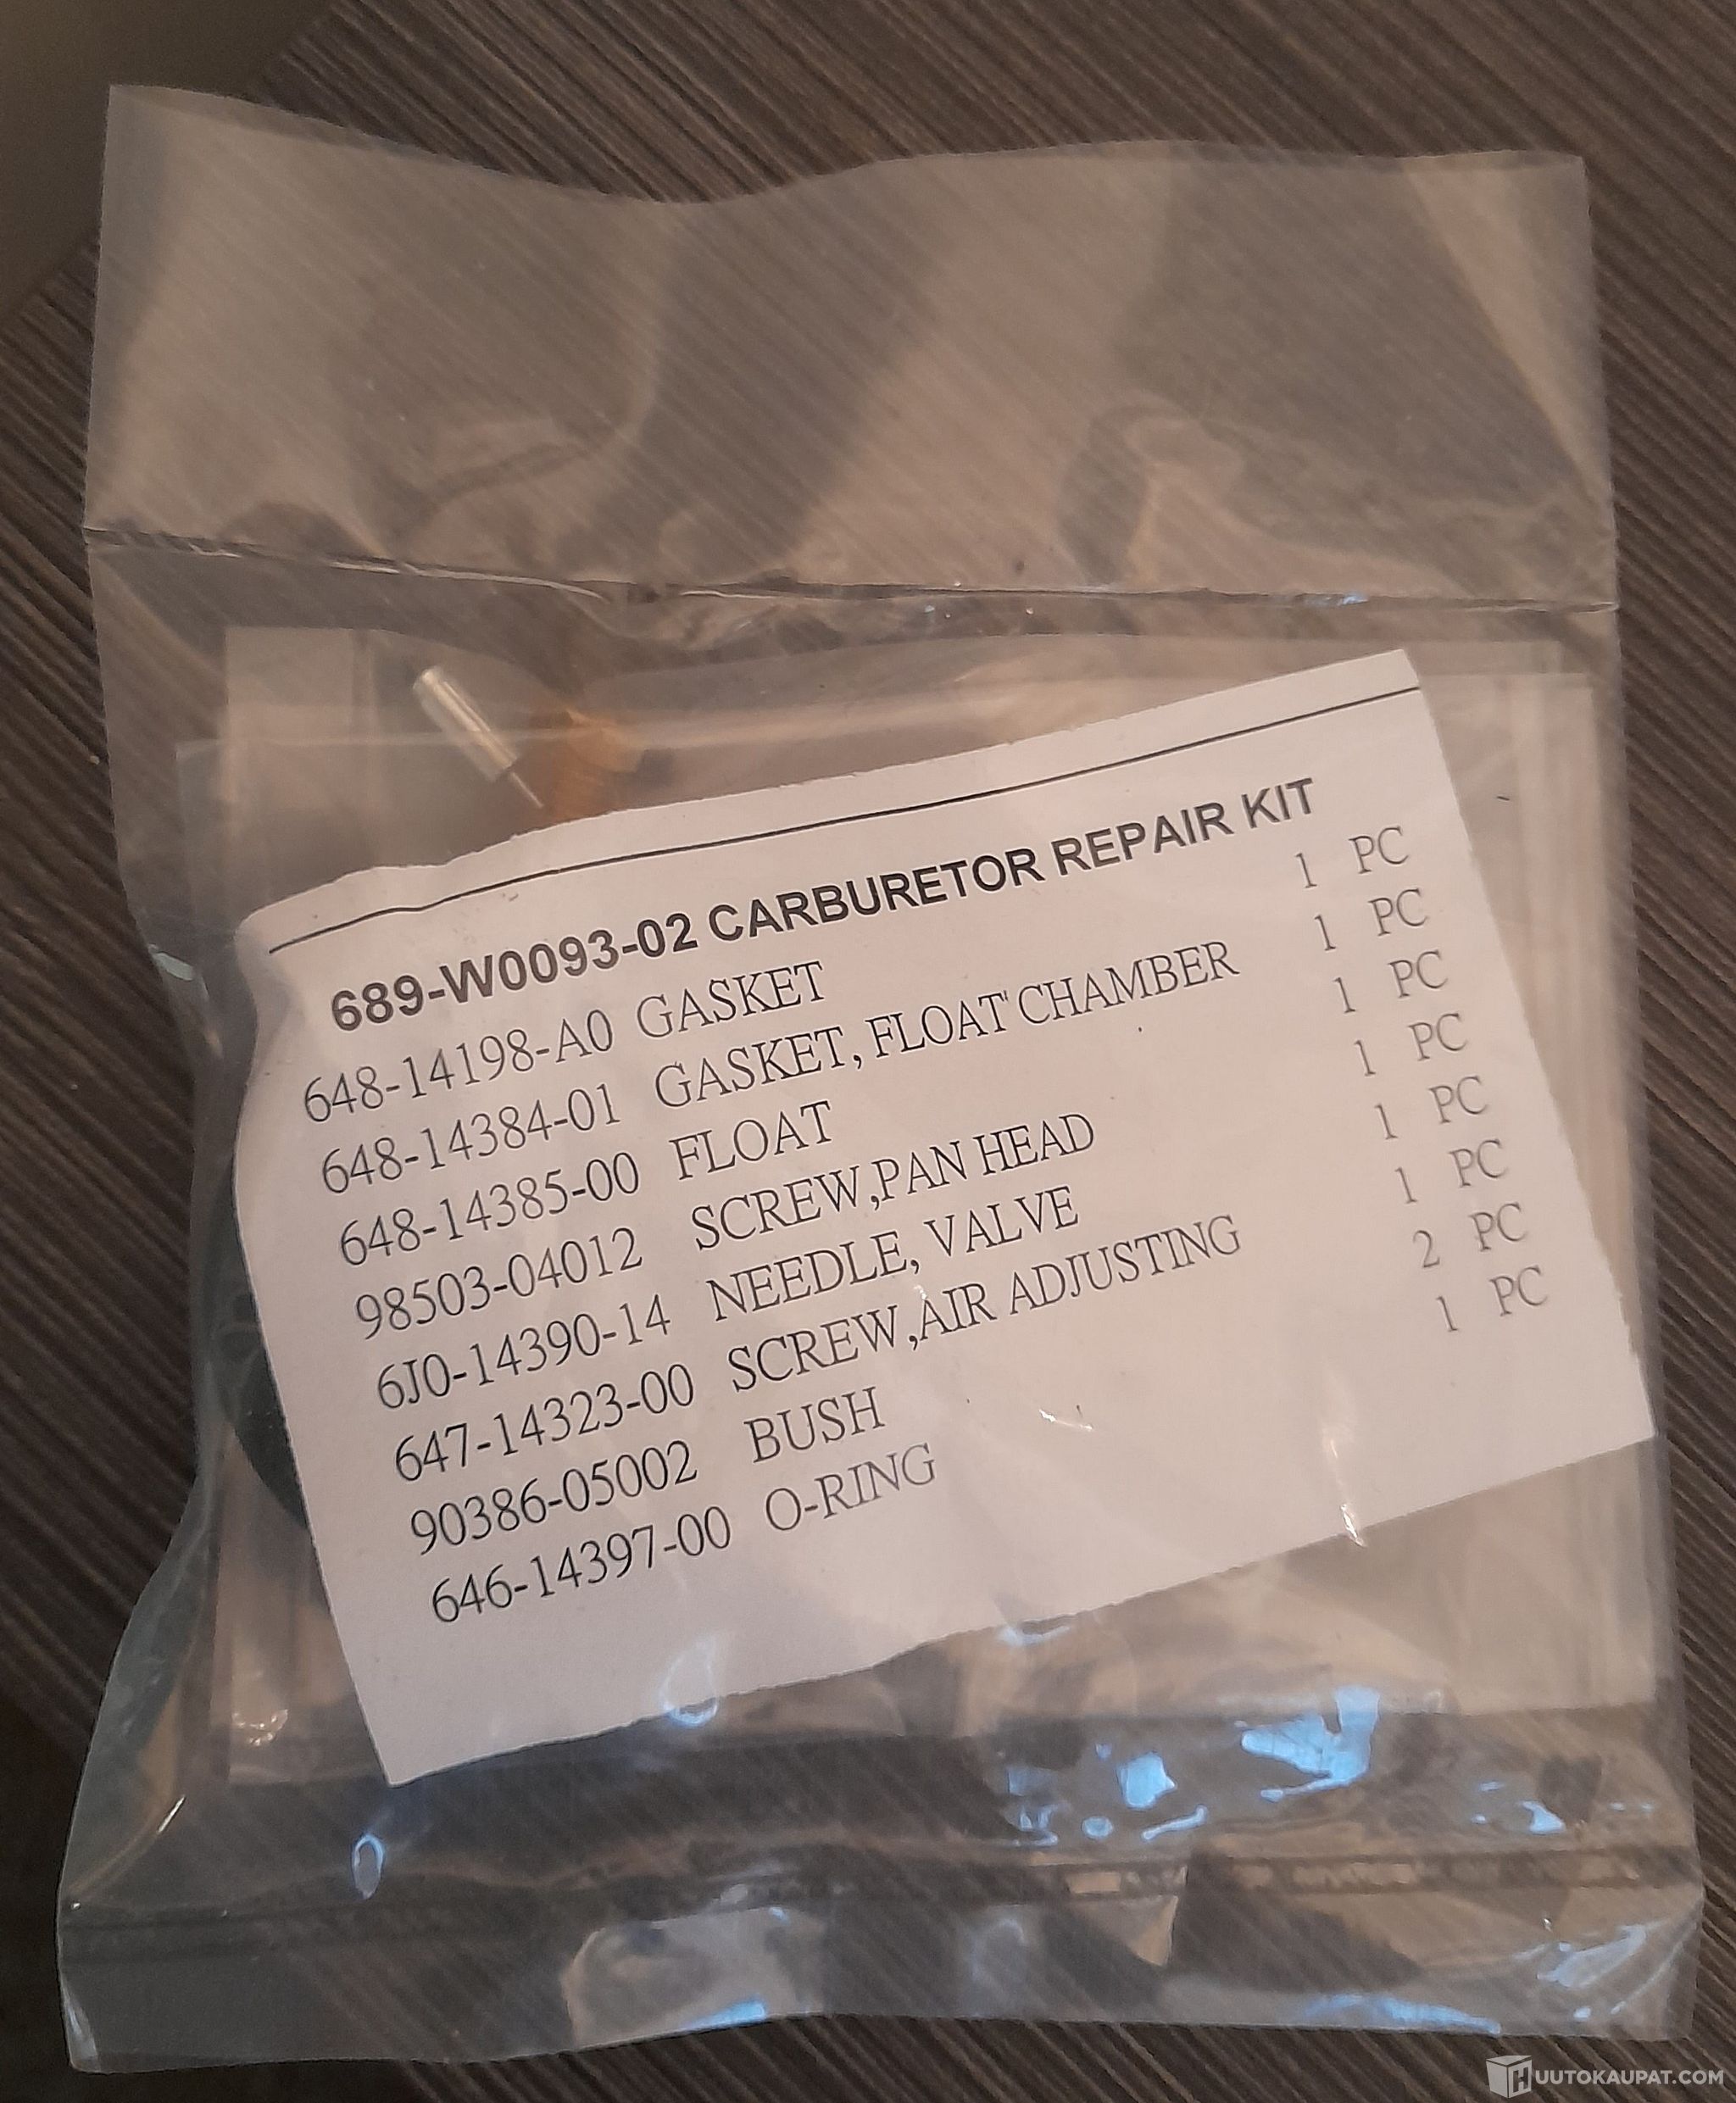 689-W0093-02 CARBURETOR REPAIR KIT
648-14198-A0 GASKET 1 PC
648-14384-01 GASKET, FLOAT CHAMBER 1 PC
648-14385-00 FLOAT 1 PC
98503-04012 SCREW,PAN HEAD 1 PC
6J0-14390-14 NEEDLE, VALVE 1 PC
647-14323-00 SCREW,AIR ADJUSTING 1 PC
90386-05002 BUSH 2 PC
646-14397-00 O-RING 1 PC
HUUTOKAUPAT.COM